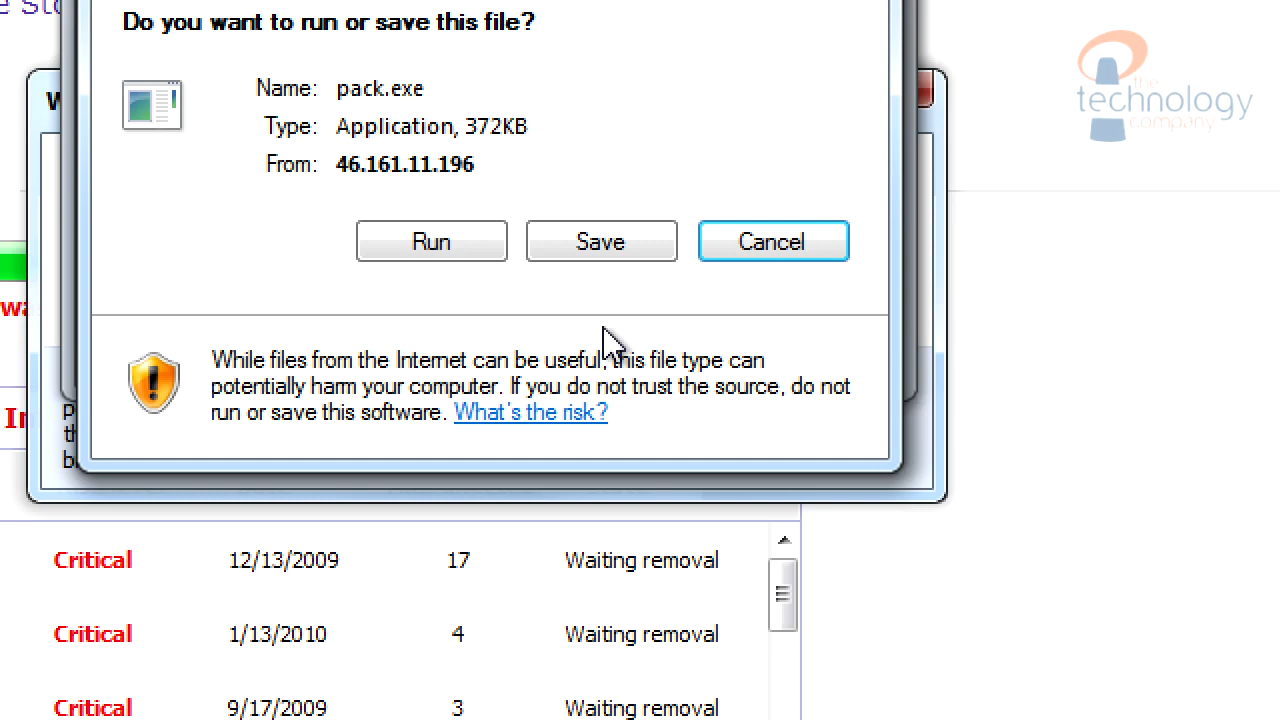 Do you want to run or save this file?
the
technology
company
Name: pack.exe
Type: Application, 372KB
From: 46.161.11.196
Run Save Cancel
While files from the Internet can be useful, this file type can
potentially harm your computer. If you do not trust the source, do not
run or save this software. What's the risk?
Critical 12/13/2009 17 Waiting removal
Critical 1/13/2010 4 Waiting removal
Critical 9/17/2009 3 Waiting removal